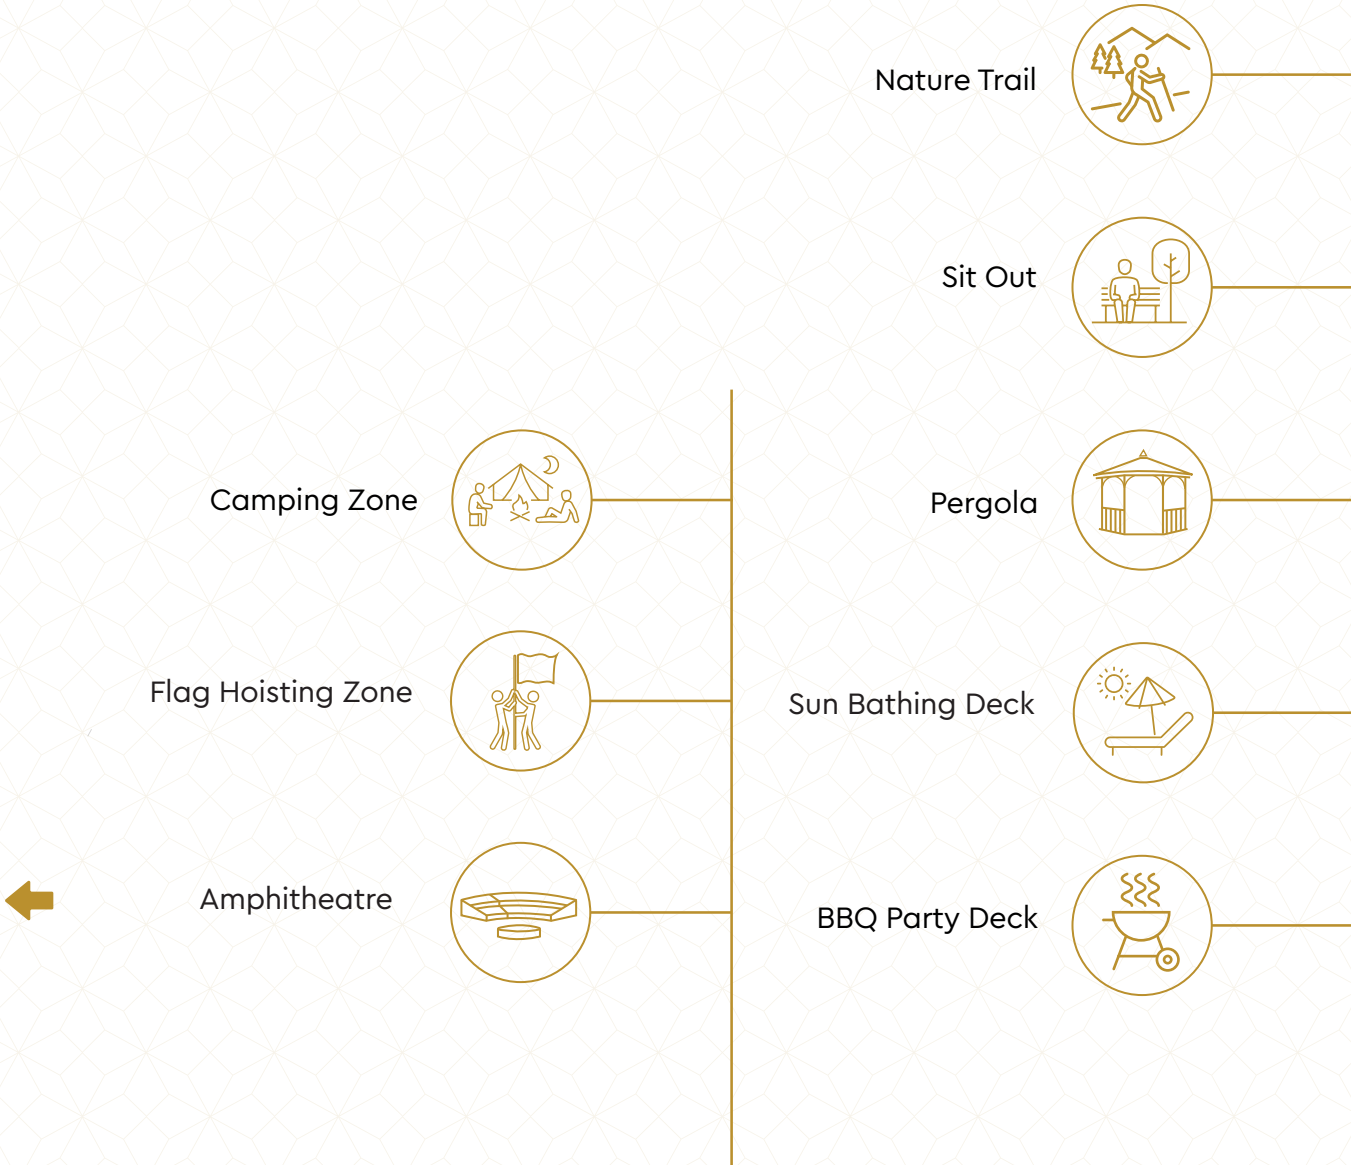 Nature Trail
Sit Out
Camping Zone
Pergola
Flag Hoisting Zone
Sun Bathing Deck
Amphitheatre
BBQ Party Deck